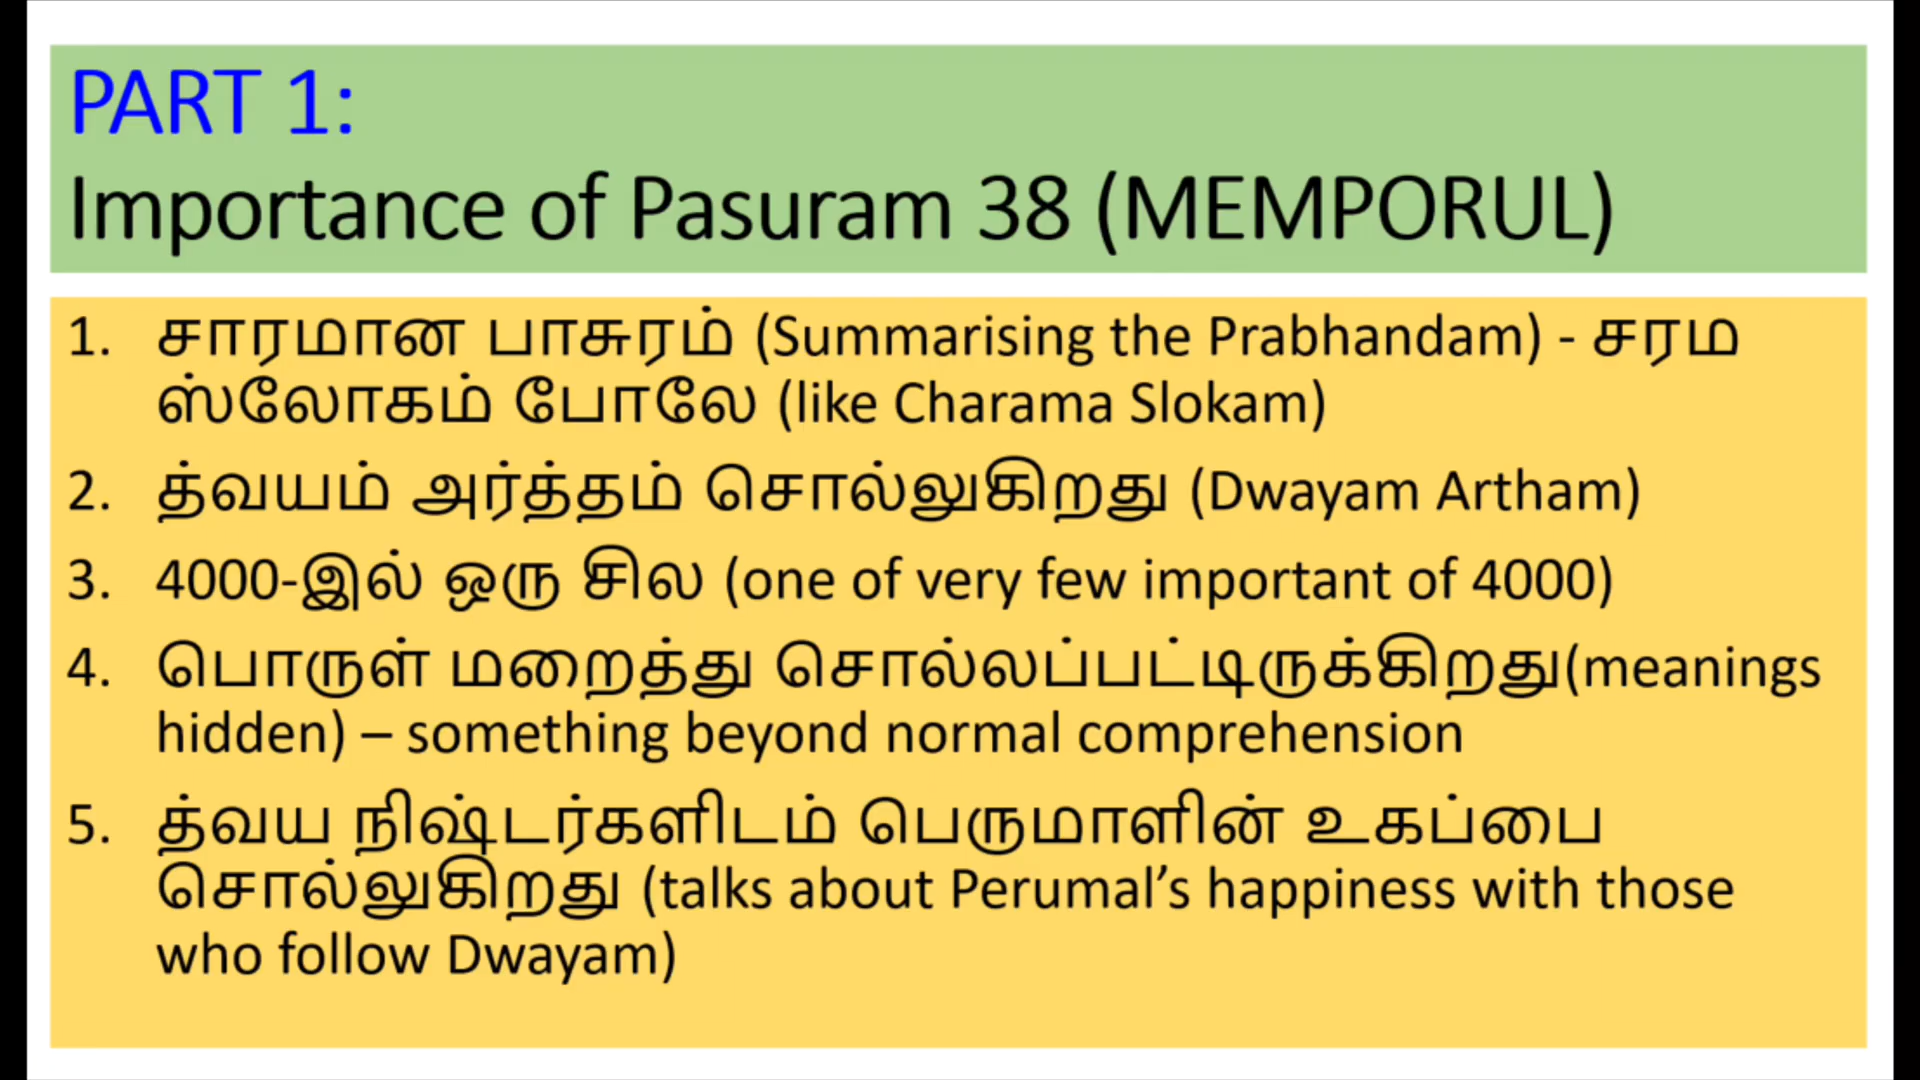 PART 1:
Importance of Pasuram 38 (MEMPORUL)
1. சாரமான பாசுரம் (Summarising the Prabhandam) - சரம
ஸ்லோகம் போலே (like Charama Slokam)
2. த்வயம் அர்த்தம் சொல்லுகிறது (Dwayam Artham)
3. 4000-இல் ஒரு சில (one of very few important of 4000)
4. பொருள் மறைத்து சொல்லப்பட்டிருக்கிறது(meanings
hidden) – something beyond normal comprehension
5. த்வய நிஷ்டர்களிடம் பெருமாளின் உகப்பை
சொல்லுகிறது (talks about Perumal’s happiness with those
who follow Dwayam)